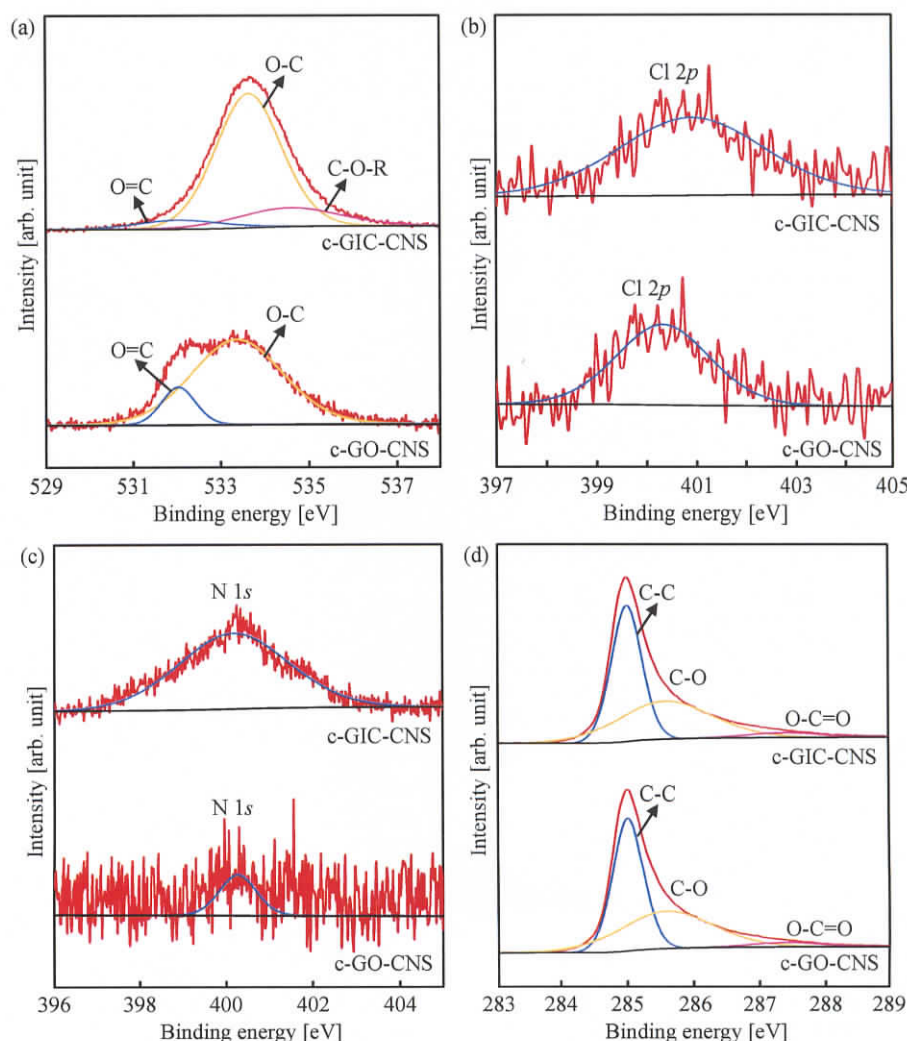 (a)
O-C
C-O-R
O=C
c-GIC-CNS
O-C
O=C
c-GO-CNS
529 531 533 535 537
Binding energy [eV]
Intensity [arb. unit]
(b)
Cl 2p
c-GIC-CNS
Cl 2p
c-GO-CNS
397 399 401 403 405
Binding energy [eV]
Intensity [arb. unit]
(c)
N 1s
c-GIC-CNS
N 1s
c-GO-CNS
396 398 400 402 404
Binding energy [eV]
Intensity [arb. unit]
(d)
C-C
C-O
O-C=O
c-GIC-CNS
C-C
C-O
O-C=O
c-GO-CNS
283 284 285 286 287 288 289
Binding energy [eV]
Intensity [arb. unit]